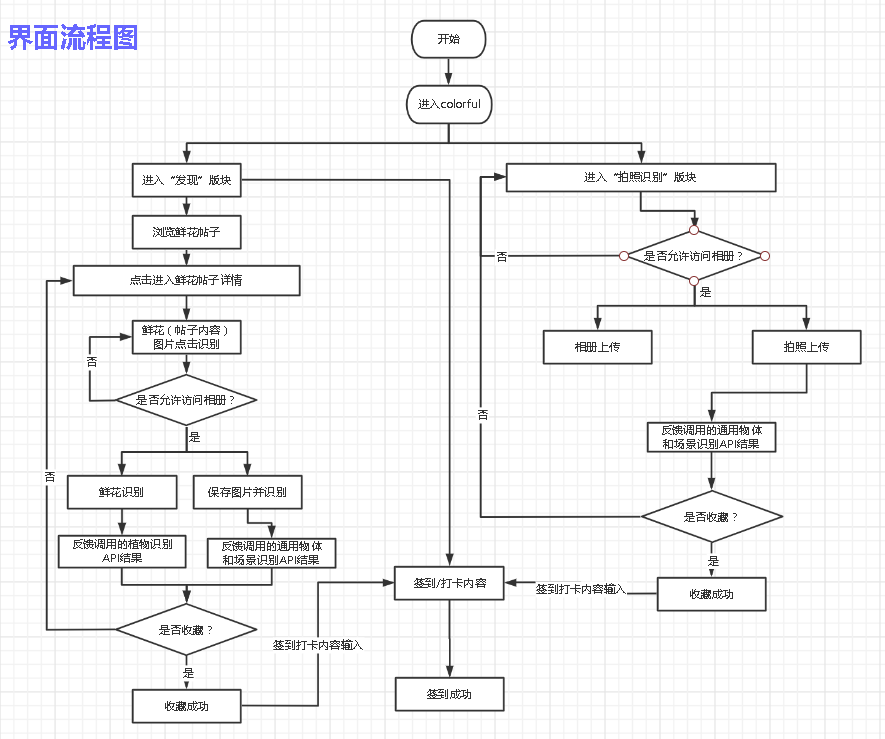 界面流程图
开始
进入colorful
进入“发现”版块
进入“拍照识别”版块
浏览鲜花帖子
否
是否允许访问相册？
点击进入鲜花帖子详情
是
鲜花（帖子内容）
图片点击识别
相册上传
拍照上传
否
是否允许访问相册？
否
是
反馈调用的通用物体
和场景识别API结果
否
鲜花识别
保存图片并识别
是否收藏？
反馈调用的植物识别
API结果
反馈调用的通用物体
和场景识别API结果
是
签到/打卡内容
签到打卡内容输入
收藏成功
是否收藏？
签到打卡内容输入
是
收藏成功
签到成功